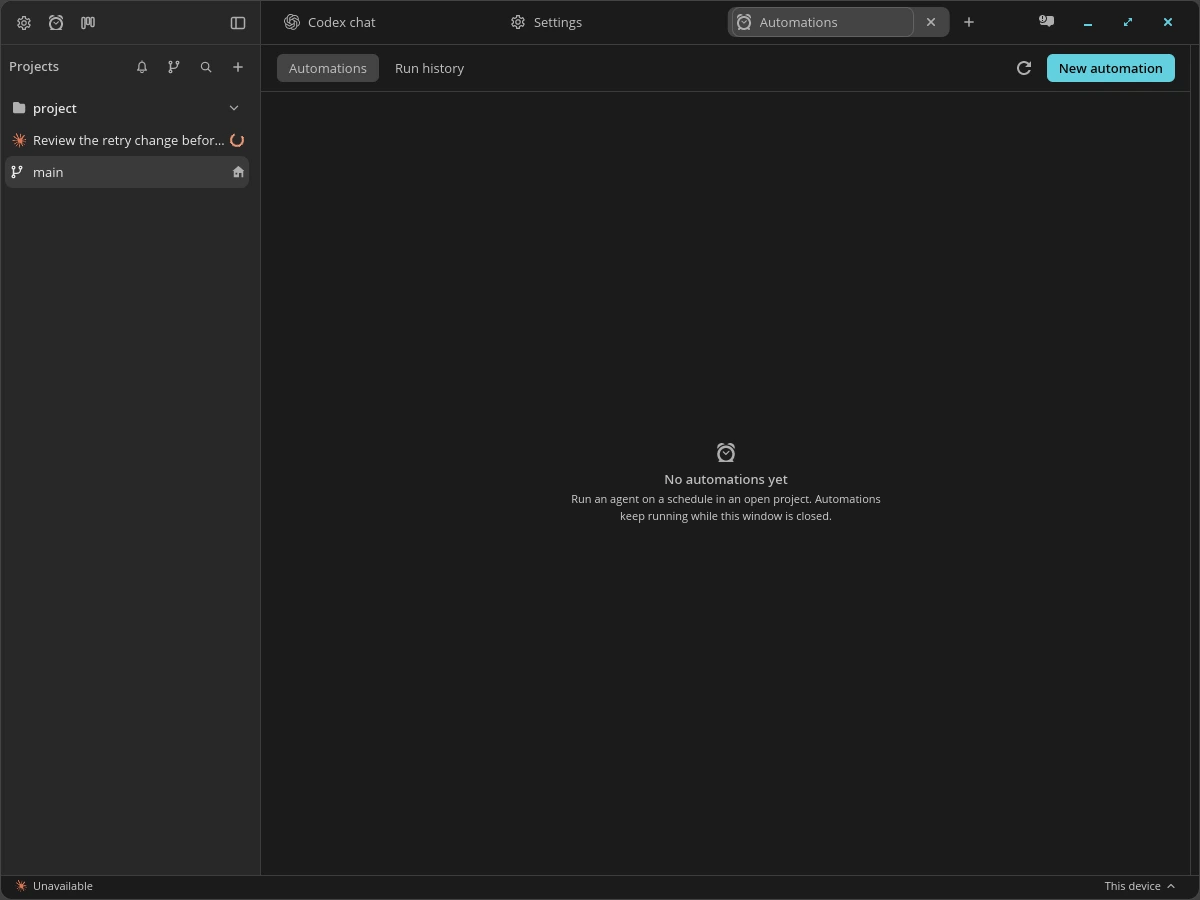 Codex chat
Settings
Automations
Projects
Automations
Run history
New automation
project
Review the retry change befor...
main
No automations yet
Run an agent on a schedule in an open project. Automations
keep running while this window is closed.
Unavailable
This device